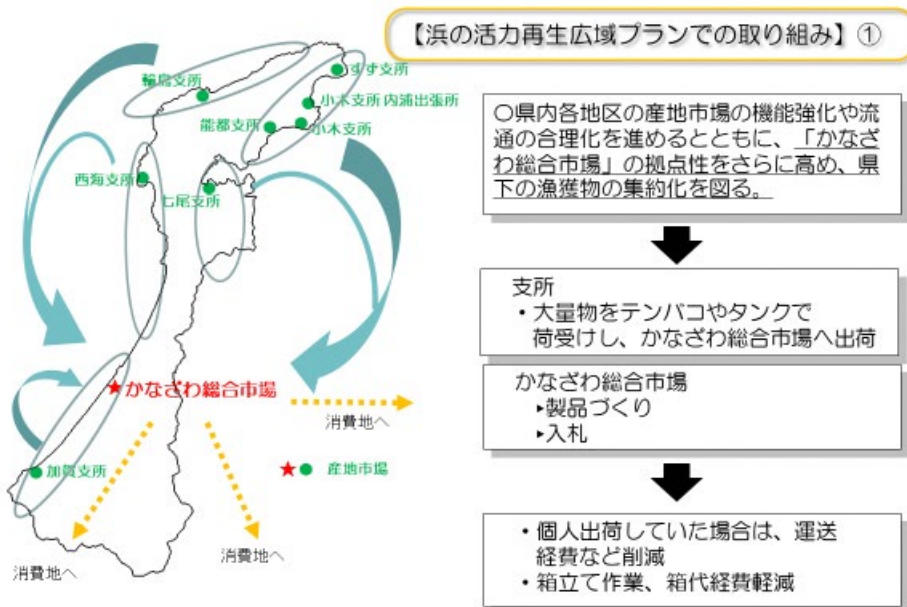 【浜の活力再生広域プランでの取り組み】①
輪島支所
すず支所
小木支所 内浦出張所
能都支所
小木支所
西海支所
七尾支所
★かなざわ総合市場
消費地へ
加賀支所
★● 産地市場
消費地へ
消費地へ
〇県内各地区の産地市場の機能強化や流
通の合理化を進めるとともに、「かなざ
わ総合市場」の拠点性をさらに高め、県
下の漁獲物の集約化を図る。
支所
・大量物をテンバコやタンクで
荷受けし、かなざわ総合市場へ出荷
かなざわ総合市場
▸製品づくり
▸入札
・個人出荷していた場合は、運送
経費など削減
・箱立て作業、箱代経費軽減